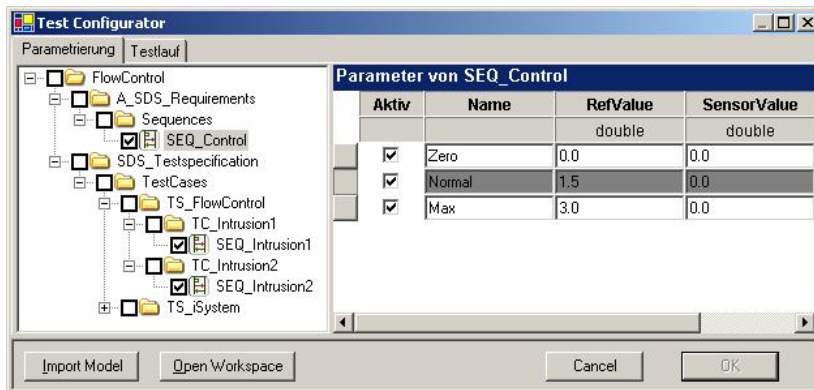 Test Configurator
Parametrierung Testlauf
FlowControl
A_SDS_Requirements
Sequences
SEQ_Control
SDS_Testspecification
TestCases
TS_FlowControl
TC_Intrusion1
SEQ_Intrusion1
TC_Intrusion2
SEQ_Intrusion2
TS_iSystem
Parameter von SEQ_Control
Aktiv Name RefValue SensorValue
double double
Zero 0.0 0.0
Normal 1.5 0.0
Max 3.0 0.0
Import Model Open Workspace Cancel OK